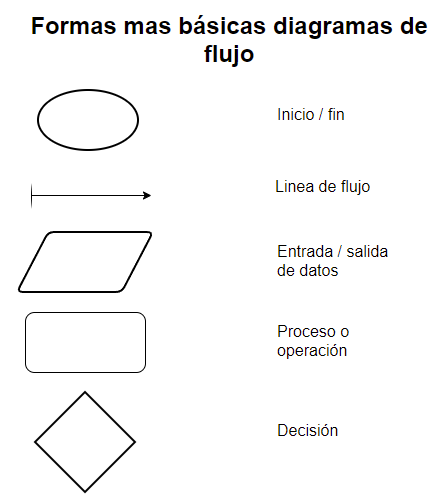 Formas mas básicas diagramas de
flujo
Inicio / fin
Linea de flujo
Entrada / salida
de datos
Proceso o
operación
Decisión